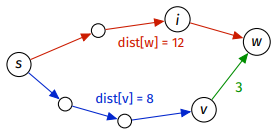 i
w
dist[w] = 12
s
dist[v] = 8
3
v